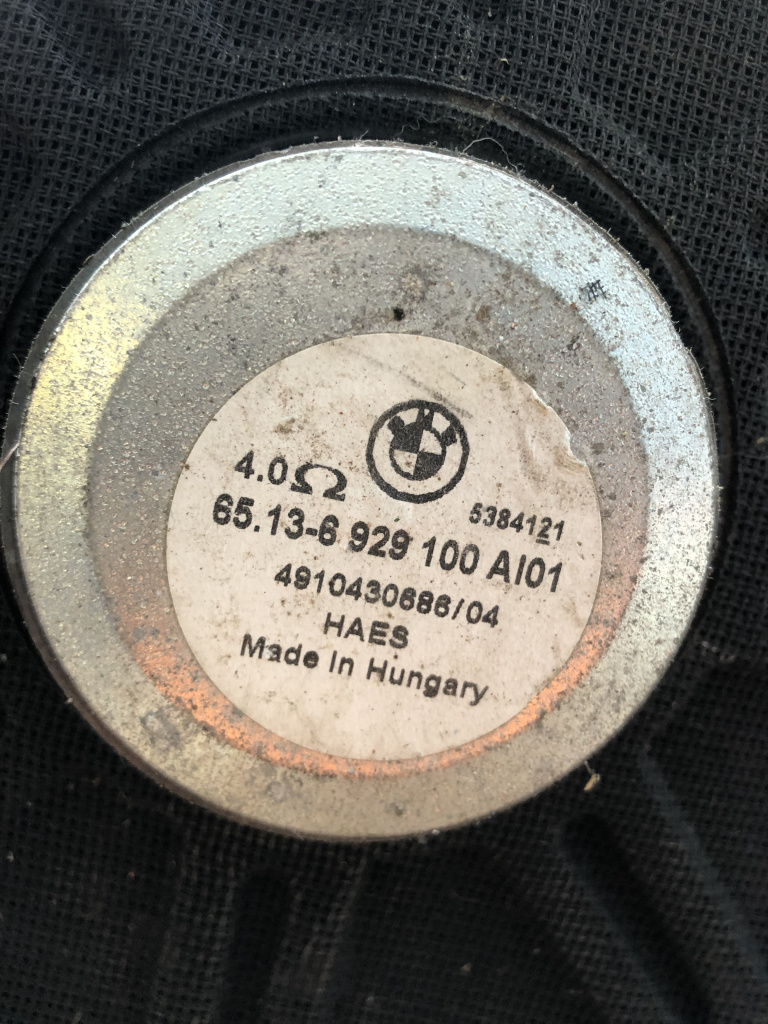 4.0Ω
5384121
65.13-6 929 100 AI01
4910430686/04
HAES
Made In Hungary